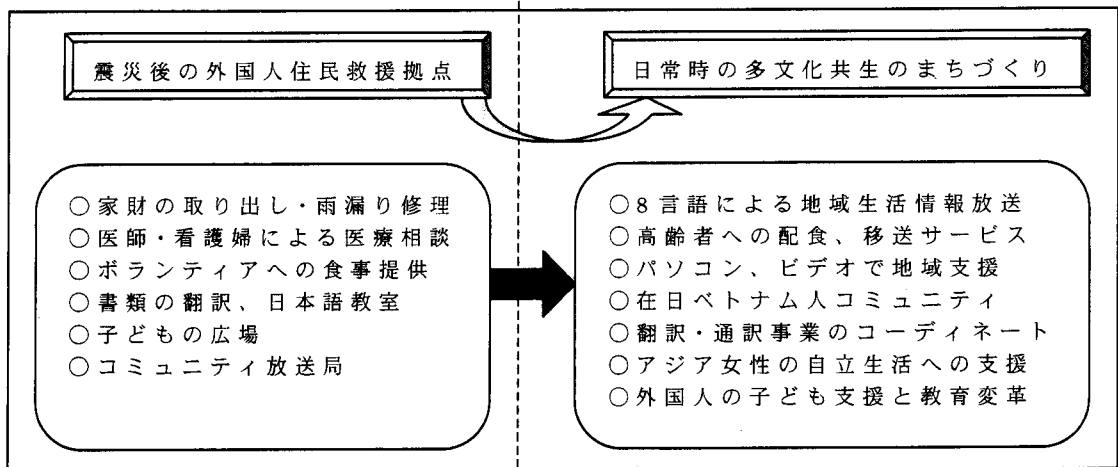 震災後の外国人住民救援拠点
日常時の多文化共生のまちづくり
○家財の取り出し・雨漏り修理
○医師・看護婦による医療相談
○ボランティアへの食事提供
○書類の翻訳、日本語教室
○子どもの広場
○コミュニティ放送局
○8言語による地域生活情報放送
○高齢者への配食、移送サービス
○パソコン、ビデオで地域支援
○在日ベトナム人コミュニティ
○翻訳・通訳事業のコーディネート
○アジア女性の自立生活への支援
○外国人の子ども支援と教育変革